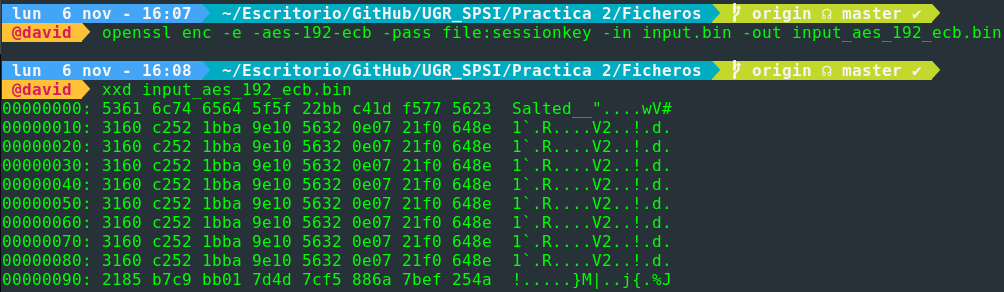 lun 6 nov - 16:07 ~/Escritorio/GitHub/UGR_SPSI/Practica 2/Ficheros origin master ✔
@david openssl enc -e -aes-192-ecb -pass file:sessionkey -in input.bin -out input_aes_192_ecb.bin
lun 6 nov - 16:08 ~/Escritorio/GitHub/UGR_SPSI/Practica 2/Ficheros origin master ✔
@david xxd input_aes_192_ecb.bin
00000000: 5361 6c74 6564 5f5f 22bb c41d f577 5623 Salted__"....wV#
00000010: 3160 c252 1bba 9e10 5632 0e07 21f0 648e 1`.R....V2..!.d.
00000020: 3160 c252 1bba 9e10 5632 0e07 21f0 648e 1`.R....V2..!.d.
00000030: 3160 c252 1bba 9e10 5632 0e07 21f0 648e 1`.R....V2..!.d.
00000040: 3160 c252 1bba 9e10 5632 0e07 21f0 648e 1`.R....V2..!.d.
00000050: 3160 c252 1bba 9e10 5632 0e07 21f0 648e 1`.R....V2..!.d.
00000060: 3160 c252 1bba 9e10 5632 0e07 21f0 648e 1`.R....V2..!.d.
00000070: 3160 c252 1bba 9e10 5632 0e07 21f0 648e 1`.R....V2..!.d.
00000080: 3160 c252 1bba 9e10 5632 0e07 21f0 648e 1`.R....V2..!.d.
00000090: 2185 b7c9 bb01 7d4d 7cf5 886a 7bef 254a !.....}M|..j{.%J